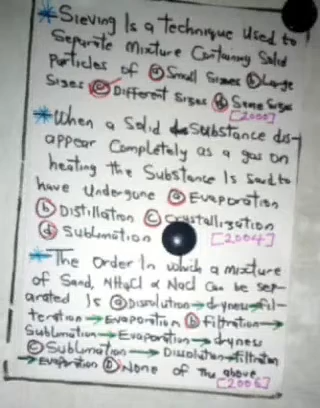 *Sieving Is a technique Used to
Separate Mixture Containing Solid
Particles of (a) Small Sizes (b) Large
Sizes (c) Different Sizes (d) Same Sizes
[2000]
*When a Solid Substance dis-
appear Completely as a gas on
heating the Substance Is Said to
have Undergone (a) Evaporation
(b) Distillation (c) Crystallization
(d) Sublimation [2004]
*The Order In which a mixture
of Sand, NH4Cl & NaCl Can be sep-
arated Is (a) Dissolution→dryness→fil-
teration→Evaporation (b) filtration→
Sublimation→Evaporation→dryness
(c) Sublimation→Dissolution→filtration
→Evaporation (D) None of The above
[2006]